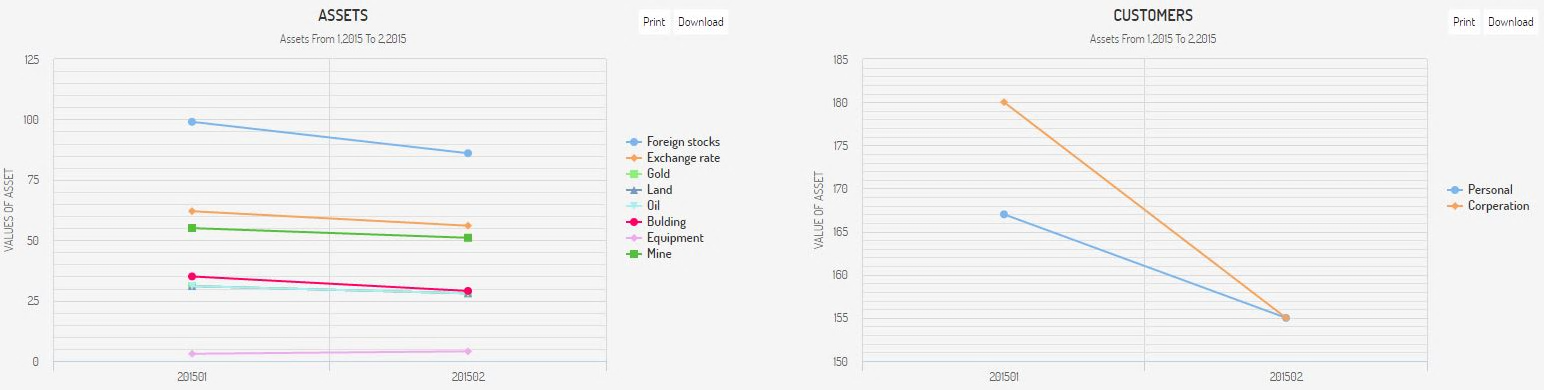 ASSETS
Print Download
Assets From 1,2015 To 2,2015
VALUES OF ASSET
125
100
75
50
25
0
201501 201502
Foreign stocks
Exchange rate
Gold
Land
Oil
Bulding
Equipment
Mine
CUSTOMERS
Print Download
Assets From 1,2015 To 2,2015
VALUE OF ASSET
185
180
175
170
165
160
155
150
201501 201502
Personal
Corperation